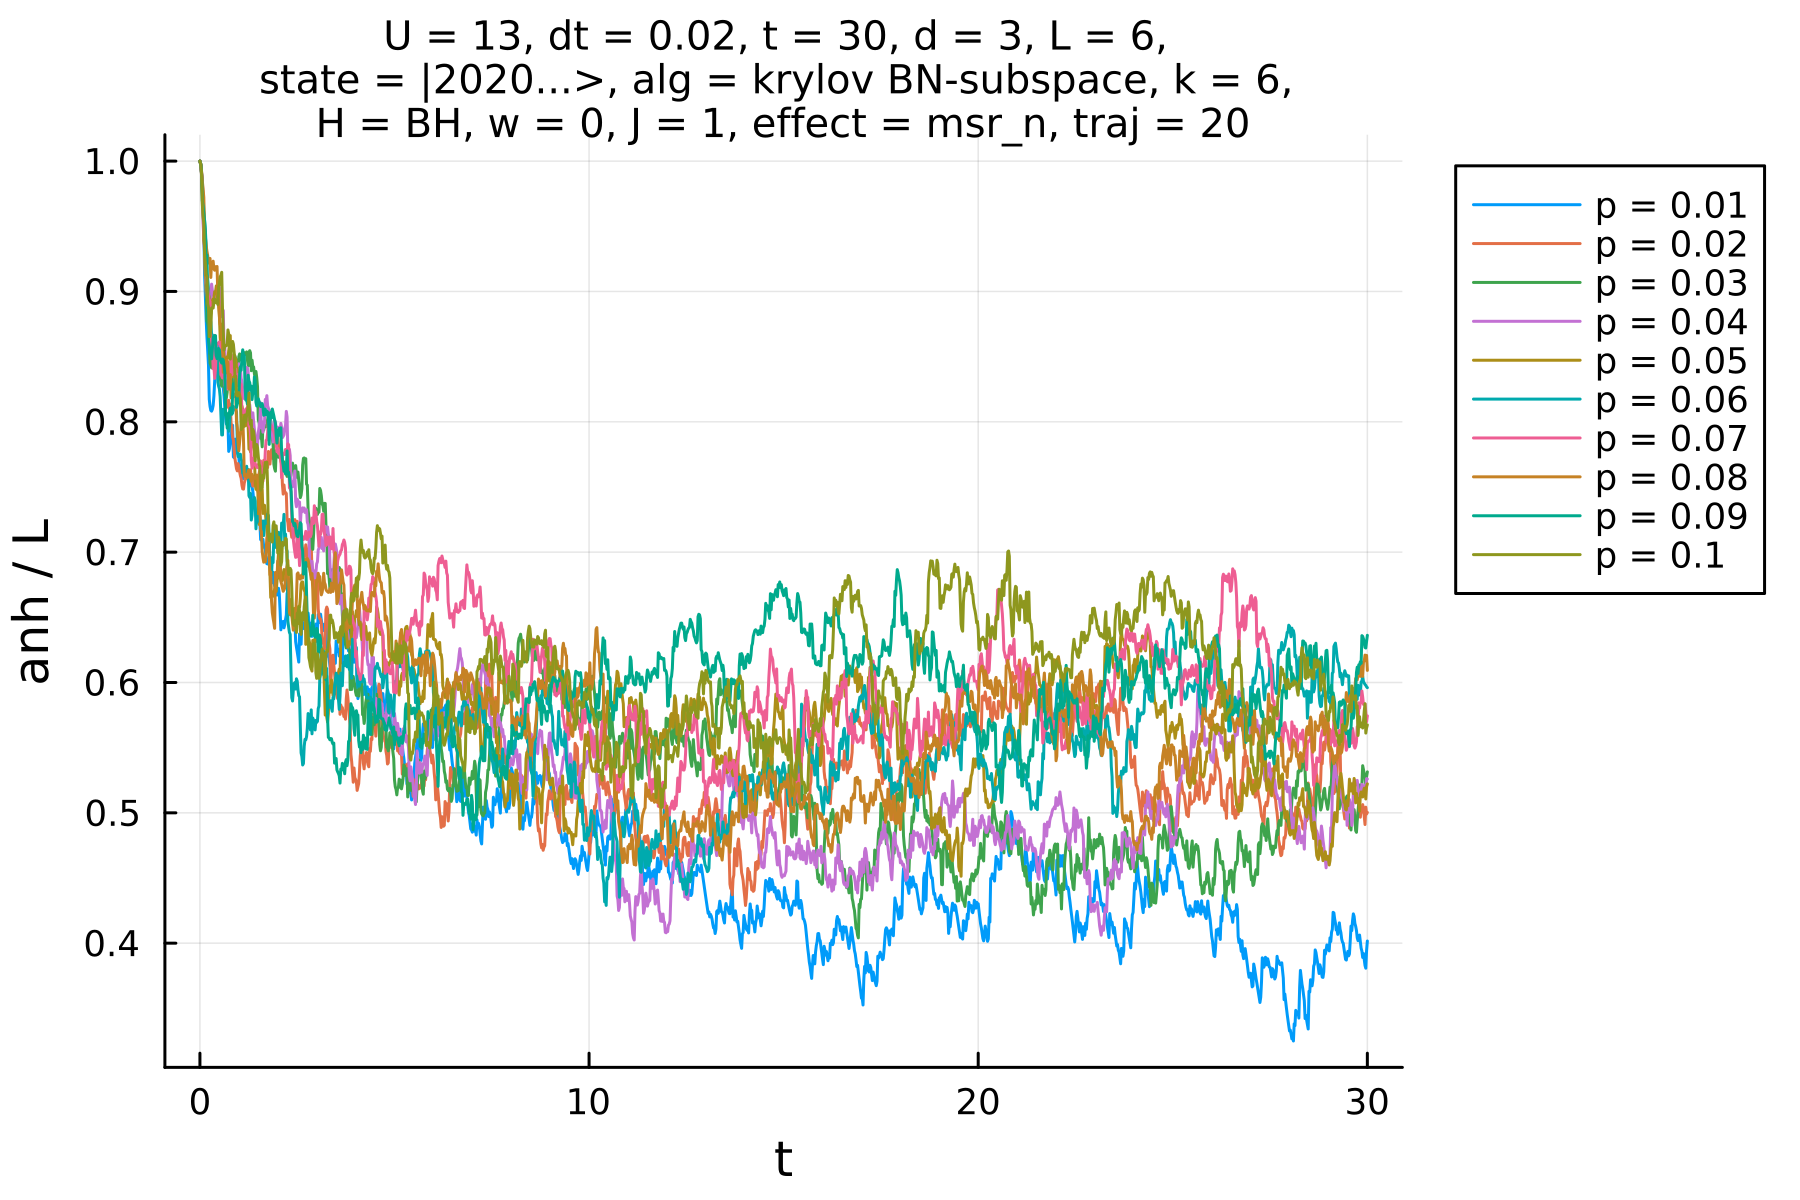 U = 13, dt = 0.02, t = 30, d = 3, L = 6,
state = |2020...>, alg = krylov BN-subspace, k = 6,
H = BH, w = 0, J = 1, effect = msr_n, traj = 20
1.0
0.9
0.8
0.7
0.6
0.5
0.4
anh / L
0
10
20
30
t
p = 0.01
p = 0.02
p = 0.03
p = 0.04
p = 0.05
p = 0.06
p = 0.07
p = 0.08
p = 0.09
p = 0.1